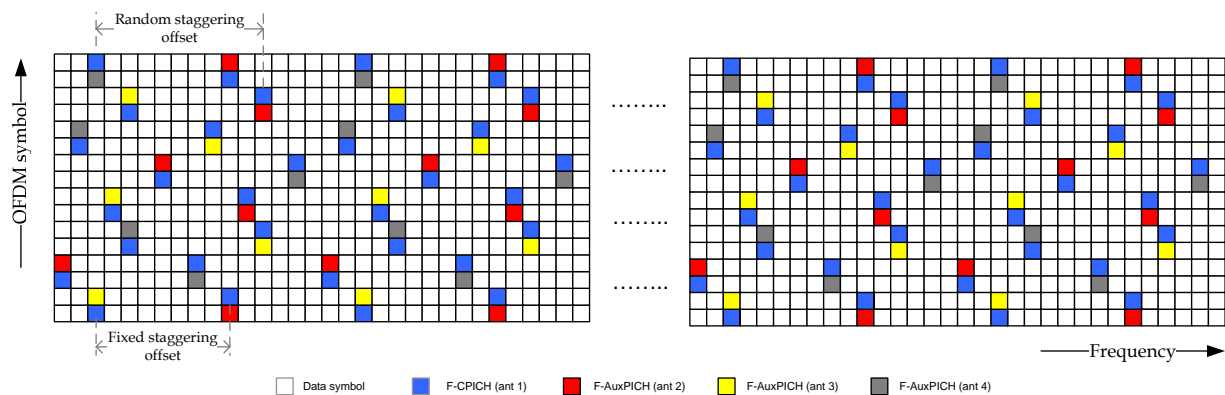 Random staggering
offset
OFDM symbol
........
........
........
........
Fixed staggering
offset
Frequency
Data symbol
F-CPICH (ant 1)
F-AuxPICH (ant 2)
F-AuxPICH (ant 3)
F-AuxPICH (ant 4)